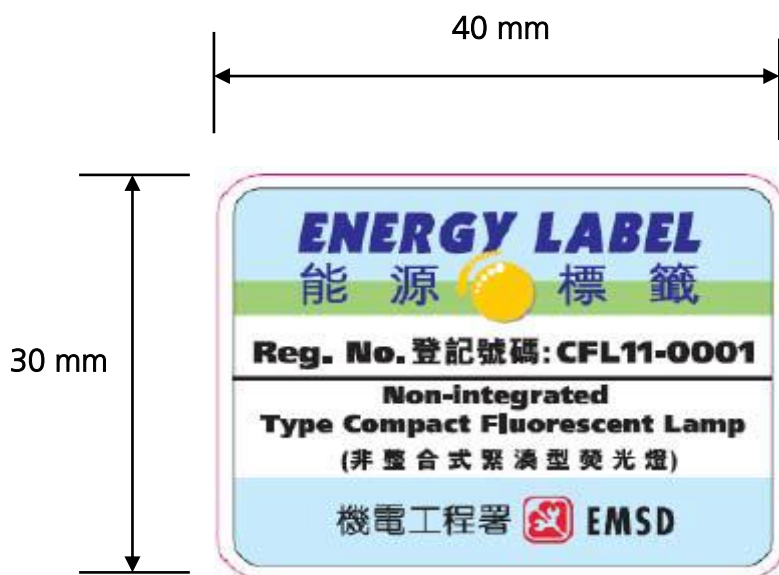 40 mm
30 mm
ENERGY LABEL
能源標籤
Reg. No. 登記號碼: CFL11-0001
Non-integrated
Type Compact Fluorescent Lamp
(非整合式緊湊型熒光燈)
機電工程署 EMSD